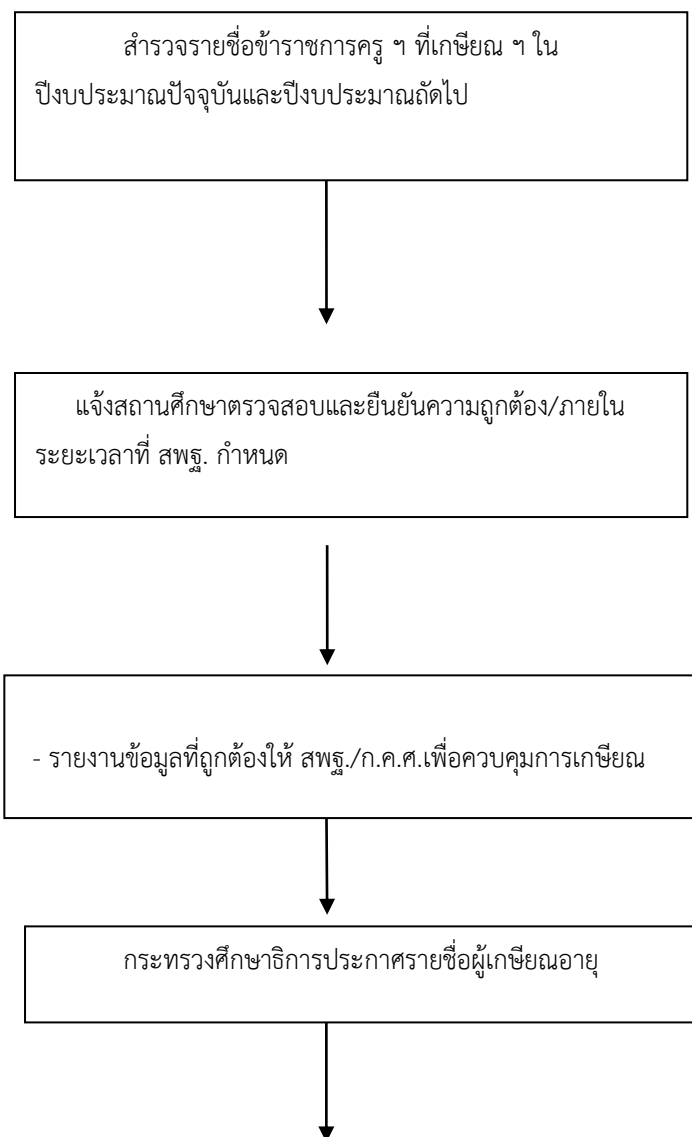 สำรวจรายชื่อข้าราชการครู ฯ ที่เกษียณ ฯ ใน
ปีงบประมาณปัจจุบันและปีงบประมาณถัดไป
แจ้งสถานศึกษาตรวจสอบและยืนยันความถูกต้อง/ภายใน
ระยะเวลาที่ สพฐ. กำหนด
- รายงานข้อมูลที่ถูกต้องให้ สพฐ./ก.ค.ศ.เพื่อควบคุมการเกษียณ
กระทรวงศึกษาธิการประกาศรายชื่อผู้เกษียณอายุ